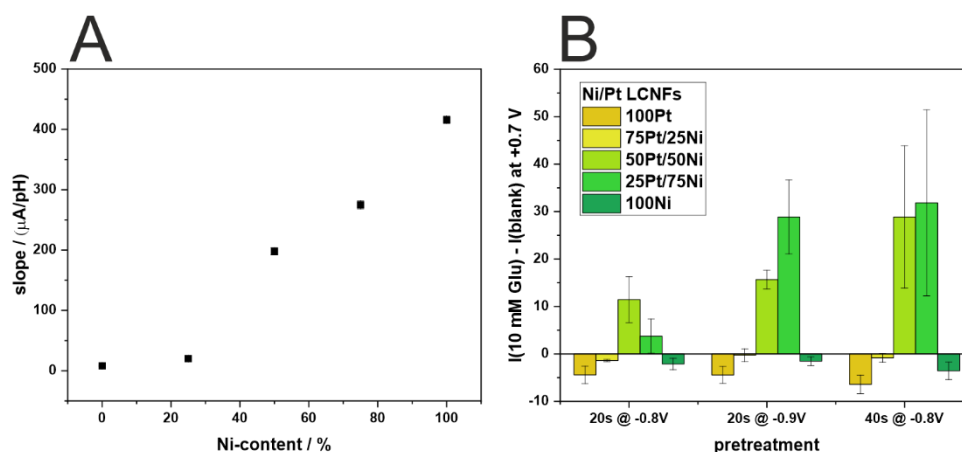 A
500
400
300
200
100
0
slope / (μA/pH)
0
20
40
60
80
100
Ni-content / %
B
60
50
40
30
20
10
0
-10
I(10 mM Glu) - I(blank) at +0.7 V
Ni/Pt LCNFs
100Pt
75Pt/25Ni
50Pt/50Ni
25Pt/75Ni
100Ni
20s @ -0.8V
20s @ -0.9V
40s @ -0.8V
pretreatment